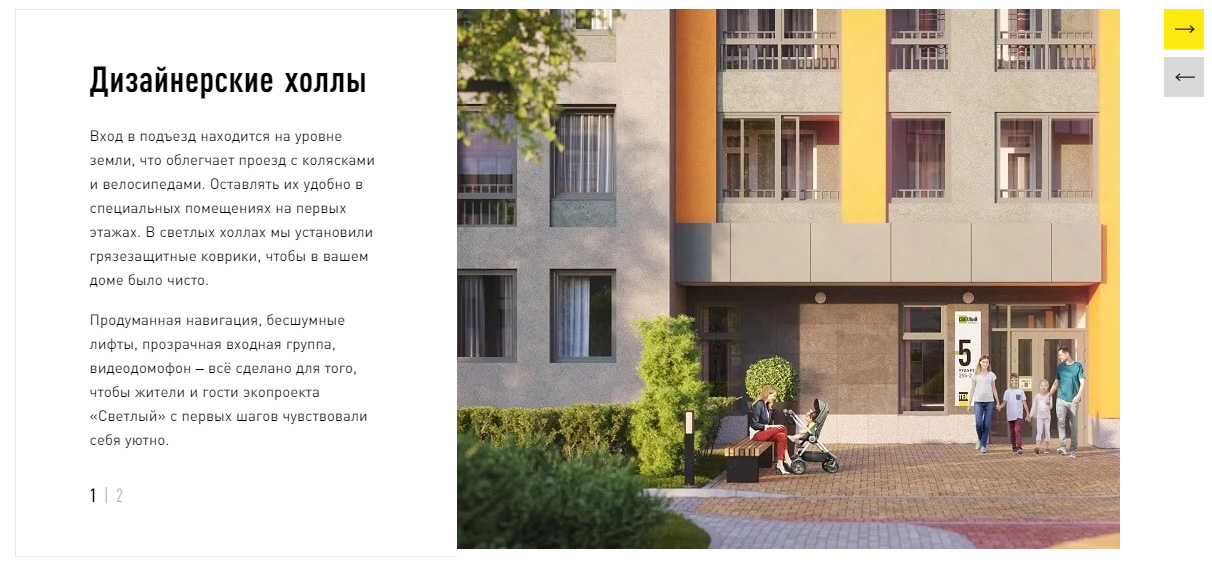 Дизайнерские холлы
Вход в подъезд находится на уровне
земли, что облегчает проезд с колясками
и велосипедами. Оставлять их удобно в
специальных помещениях на первых
этажах. В светлых холлах мы установили
грязезащитные коврики, чтобы в вашем
доме было чисто.
Продуманная навигация, бесшумные
лифты, прозрачная входная группа,
видеодомофон – всё сделано для того,
чтобы жители и гости экопроекта
«Светлый» с первых шагов чувствовали
себя уютно.
1 | 2
СВЕТЛЫЙ
5